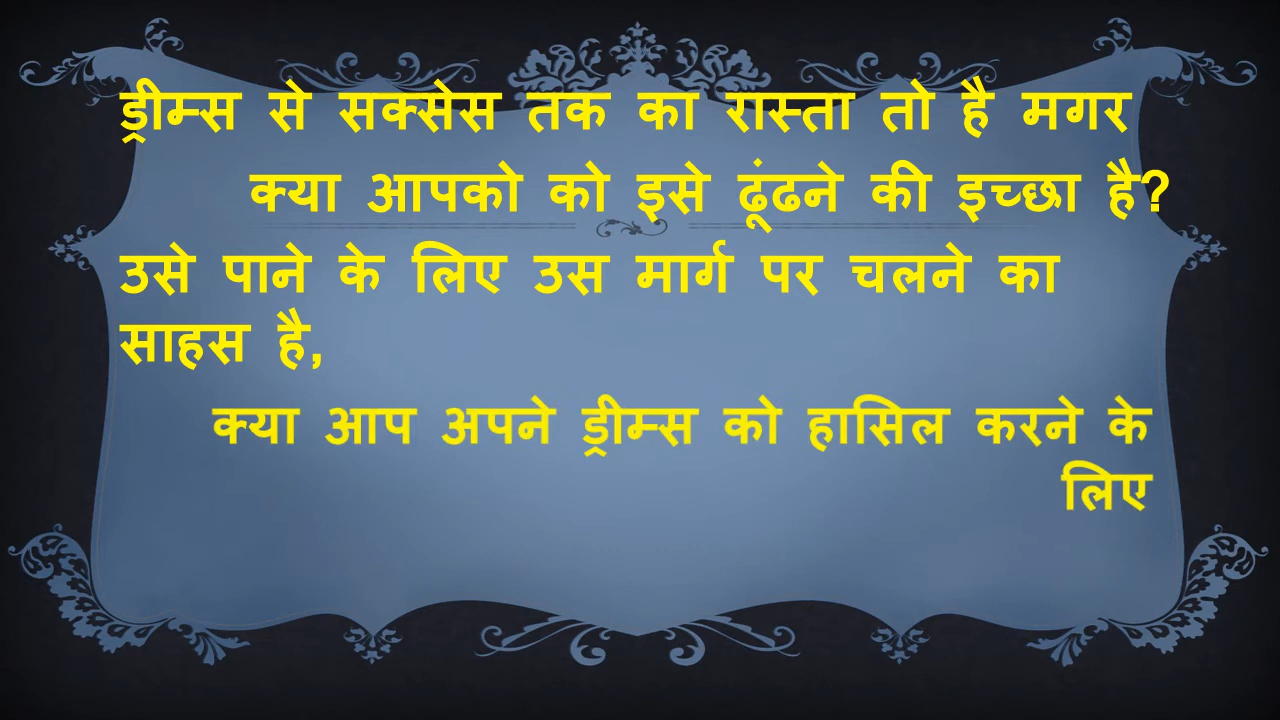 ड्रीम्स से सक्सेस तक का रास्ता तो है मगर
क्या आपको को इसे ढूंढने की इच्छा है?
उसे पाने के लिए उस मार्ग पर चलने का
साहस है,
क्या आप अपने ड्रीम्स को हासिल करने के
लिए